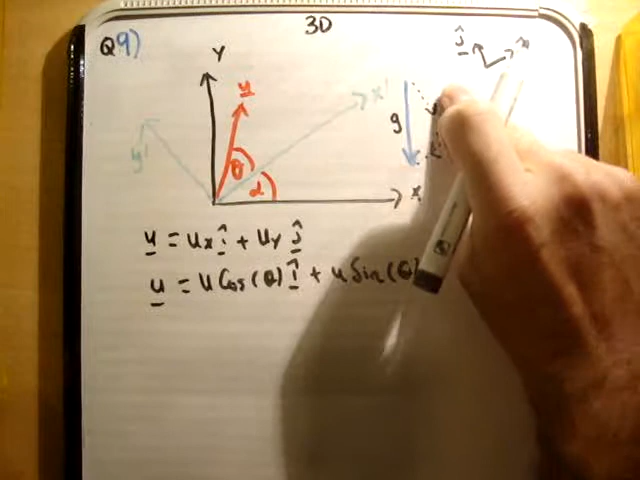 3D
Q9)
Y
ĵ
u
x'
y'
g
θ
α
x
u = ux î + uy ĵ
u = u Cos(θ) î + u Sin(θ)